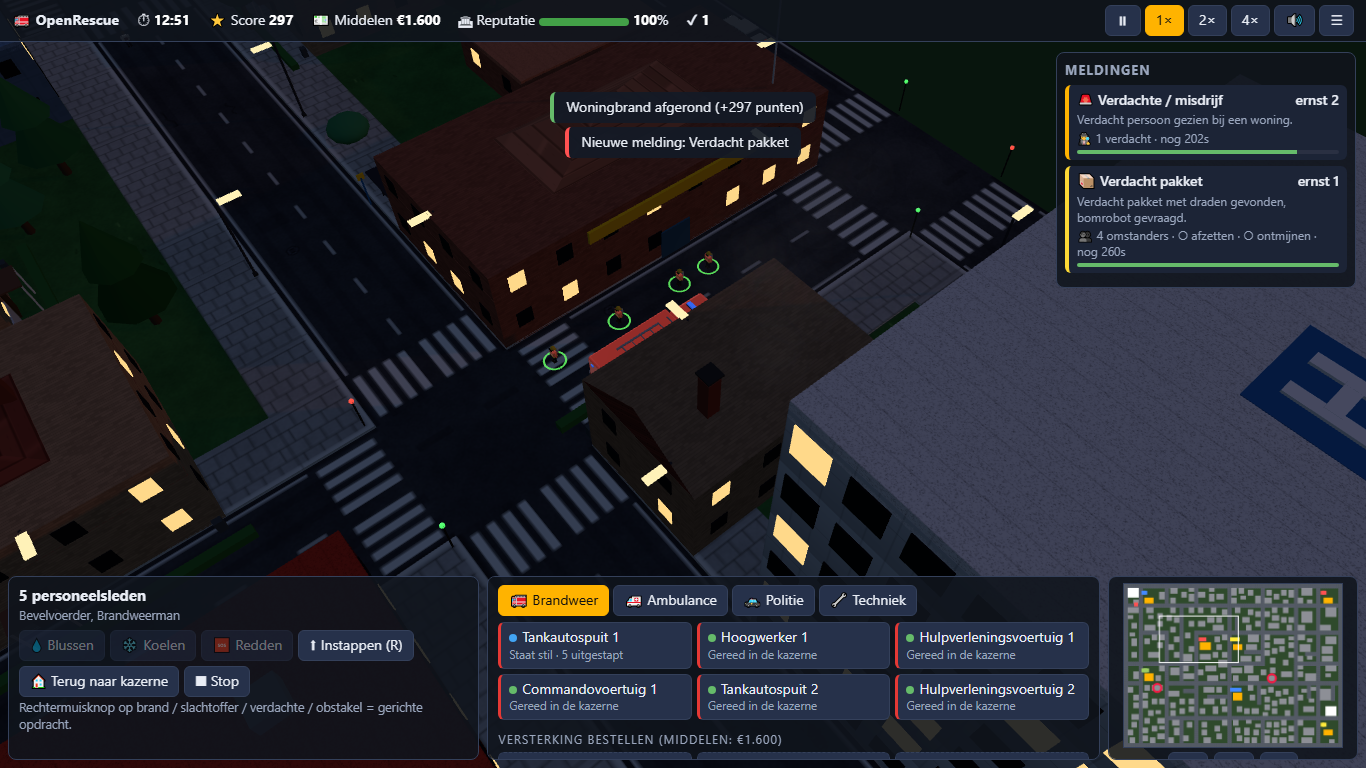 OpenRescue
12:51
Score 297
Middelen €1.600
Reputatie 100%
✓ 1
1×
2×
4×
MELDINGEN
Verdachte / misdrijf ernst 2
Verdacht persoon gezien bij een woning.
1 verdacht · nog 202s
Verdacht pakket ernst 1
Verdacht pakket met draden gevonden,
bomrobot gevraagd.
4 omstanders · ○ afzetten · ○ ontmijnen ·
nog 260s
Woningbrand afgerond (+297 punten)
Nieuwe melding: Verdacht pakket
H
5 personeelsleden
Bevelvoerder, Brandweerman
Blussen
Koelen
Redden
Instappen (R)
Terug naar kazerne
Stop
Rechtermuisknop op brand / slachtoffer / verdachte / obstakel = gerichte
opdracht.
Brandweer
Ambulance
Politie
Techniek
Tankautospuit 1
Staat stil · 5 uitgestapt
Hoogwerker 1
Gereed in de kazerne
Hulpverleningsvoertuig 1
Gereed in de kazerne
Commandovoertuig 1
Gereed in de kazerne
Tankautospuit 2
Gereed in de kazerne
Hulpverleningsvoertuig 2
Gereed in de kazerne
VERSTERKING BESTELLEN (MIDDELEN: €1.600)